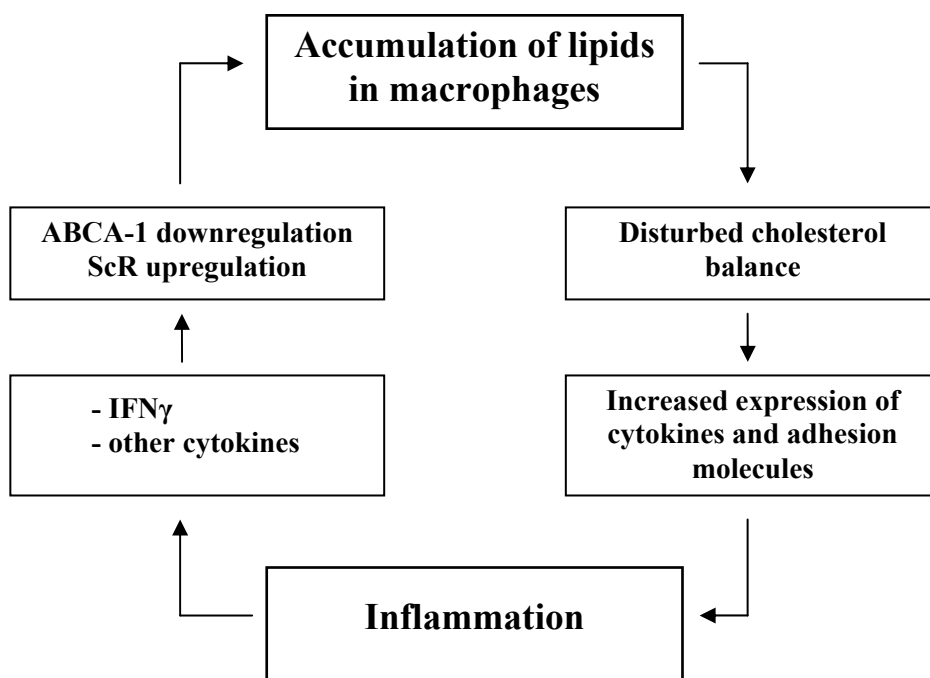 Accumulation of lipids
in macrophages
ABCA-1 downregulation
ScR upregulation
Disturbed cholesterol
balance
- IFNγ
- other cytokines
Increased expression of
cytokines and adhesion
molecules
Inflammation